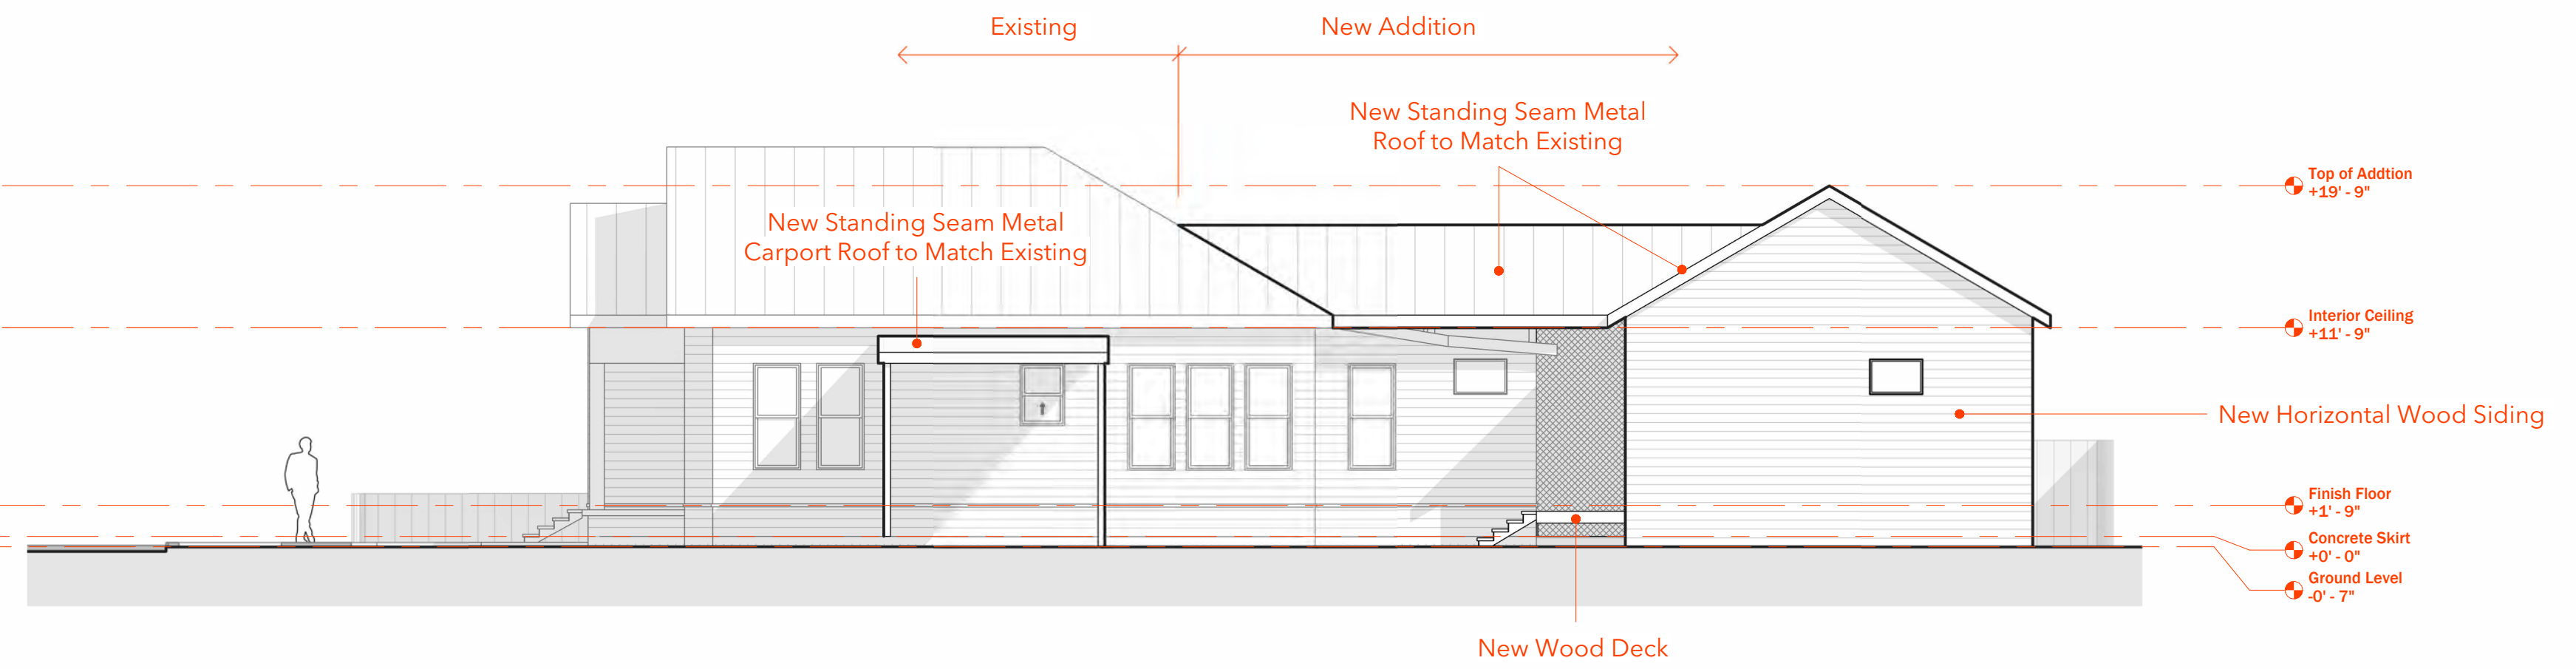 Existing
New Addition
New Standing Seam Metal
Roof to Match Existing
New Standing Seam Metal
Carport Roof to Match Existing
Top of Addtion
+19' - 9"
Interior Ceiling
+11' - 9"
New Horizontal Wood Siding
Finish Floor
+1' - 9"
Concrete Skirt
+0' - 0"
Ground Level
-0' - 7"
New Wood Deck